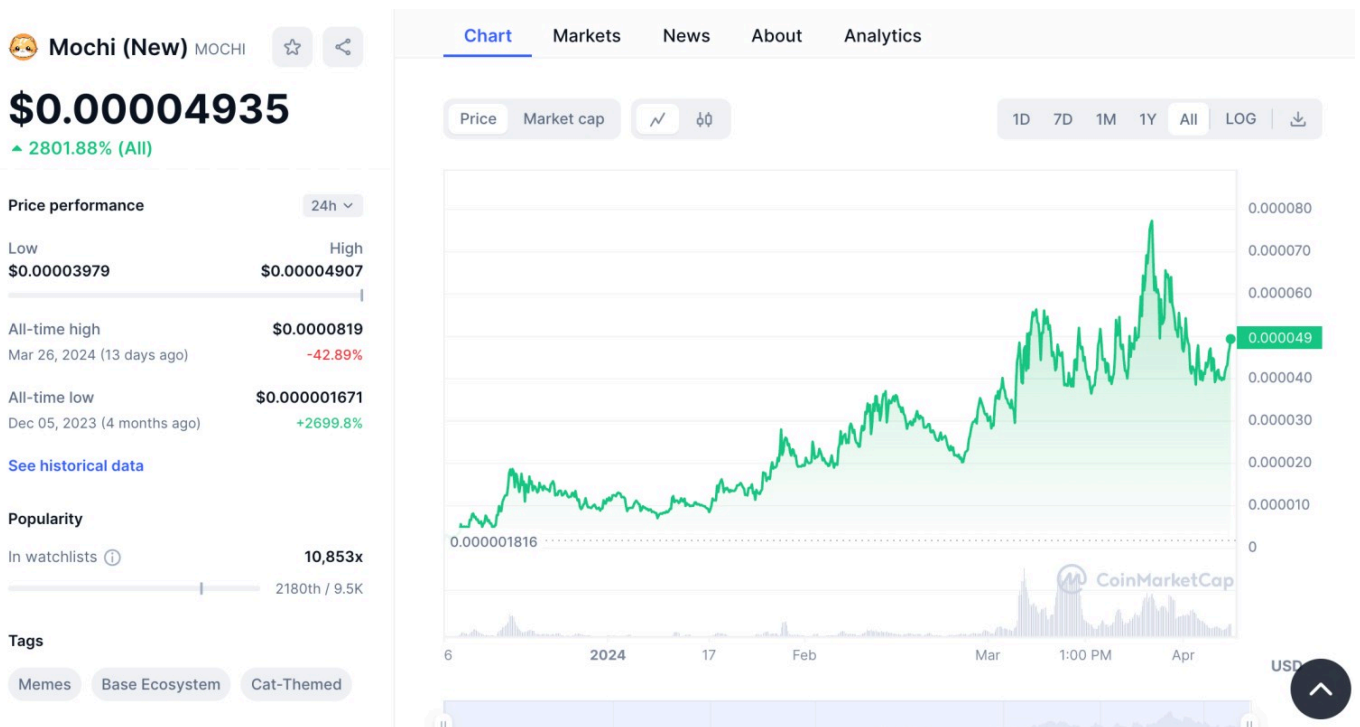 Mochi (New) MOCHI
$0.00004935
2801.88% (All)
Price performance
24h
Low High
$0.00003979 $0.00004907
All-time high $0.0000819
Mar 26, 2024 (13 days ago) -42.89%
All-time low $0.000001671
Dec 05, 2023 (4 months ago) +2699.8%
See historical data
Popularity
In watchlists 10,853x
2180th / 9.5K
Tags
Memes Base Ecosystem Cat-Themed
Chart Markets News About Analytics
Price Market cap 1D 7D 1M 1Y All LOG
0.000080
0.000070
0.000060
0.000049
0.000040
0.000030
0.000020
0.000010
0.000001816
0
CoinMarketCap
6 2024 17 Feb Mar 1:00 PM Apr
USD